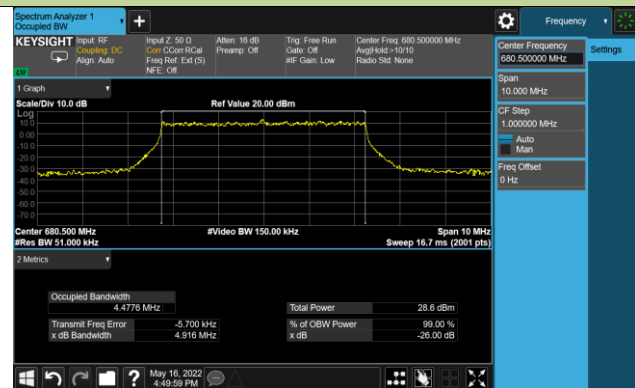 Spectrum Analyzer 1
Occupied BW
+
Frequency
KEYSIGHT
Input: RF
Coupling: DC
Align: Auto
Input Z: 50 Ω
Corr CCorr RCal
Freq Ref: Ext (S)
NFE: Off
Atten: 16 dB
Preamp: Off
Trig: Free Run
Gate: Off
#IF Gain: Low
Center Freq: 680.500000 MHz
Avg|Hold:>10/10
Radio Std: None
Center Frequency
680.500000 MHz
Settings
Span
10.000 MHz
CF Step
1.000000 MHz
Auto
Man
Freq Offset
0 Hz
1 Graph
Scale/Div 10.0 dB
Ref Value 20.00 dBm
Log
10.0
0.00
-10.0
-20.0
-30.0
-40.0
-50.0
-60.0
-70.0
Center 680.500 MHz
#Video BW 150.00 kHz
Span 10 MHz
#Res BW 51.000 kHz
Sweep 16.7 ms (2001 pts)
2 Metrics
Occupied Bandwidth
4.4776 MHz
Total Power 28.6 dBm
Transmit Freq Error -5.700 kHz
% of OBW Power 99.00 %
x dB Bandwidth 4.916 MHz
x dB -26.00 dB
?
May 16, 2022
4:49:59 PM